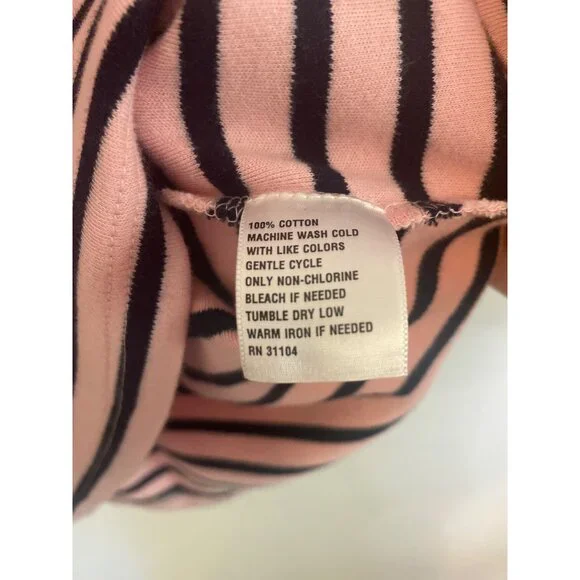 100% COTTON
MACHINE WASH COLD
WITH LIKE COLORS
GENTLE CYCLE
ONLY NON-CHLORINE
BLEACH IF NEEDED
TUMBLE DRY LOW
WARM IRON IF NEEDED
RN 31104